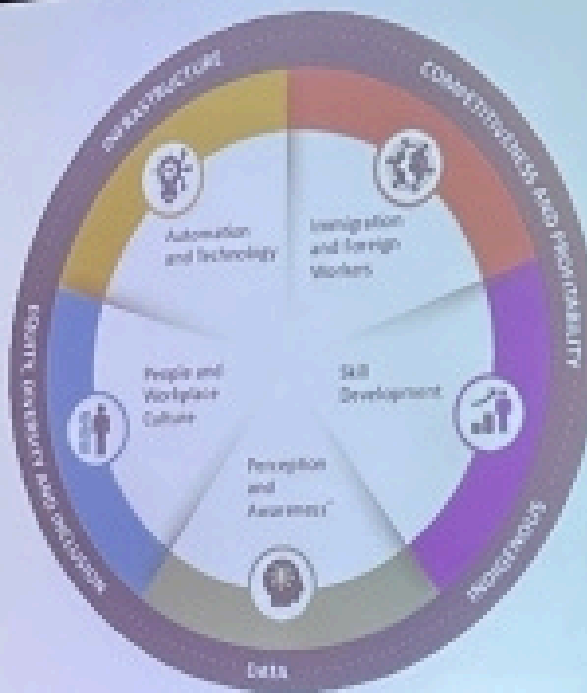 INFRASTRUCTURE
COMPETITIVENESS AND PROFITABILITY
Automation
and Technology
Immigration
and Foreign
Workers
People and
Workplace
Culture
Skill
Development
Perception
and
Awareness*
EQUITY, DIVERSITY AND INCLUSION
INDIGENOUS
DATA